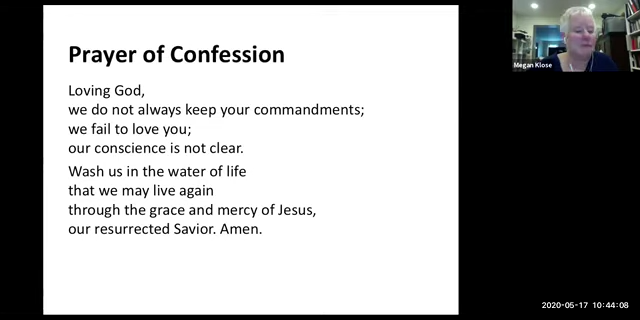 Prayer of Confession
Loving God,
we do not always keep your commandments;
we fail to love you;
our conscience is not clear.
Wash us in the water of life
that we may live again
through the grace and mercy of Jesus,
our resurrected Savior. Amen.
Megan Klose
2020-05-17 10:44:08